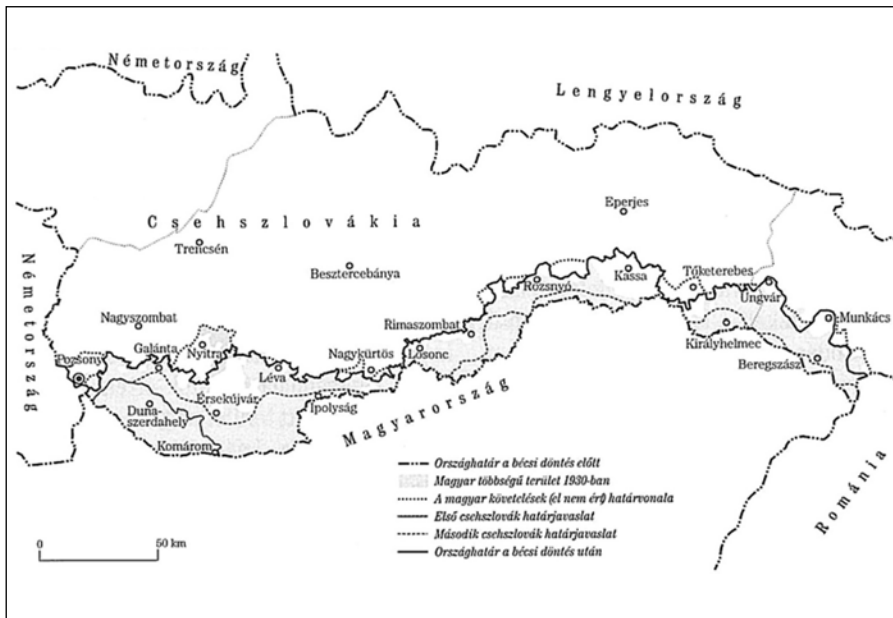 Németország
Lengyelország
Eperjes
Csehszlovákia
Trencsén
Besztercebánya
Németország
Kassa
Rozsnyó
Tőketerebes
Ungvár
Nagyszombat
Rimaszombat
Munkács
Királyhelmec
Galánta
Nyitra
Nagykürtös
Losonc
Pozsony
Léva
Beregszász
Érsekújvár
Ipolyság
Magyarország
Duna-
szerdahely
Komárom
Románia
Országhatár a bécsi döntés előtt
Magyar többségű terület 1930-ban
A magyar követelések (el nem ért) határvonala
Első csehszlovák határjavaslat
Második csehszlovák határjavaslat
Országhatár a bécsi döntés után
0
50 km